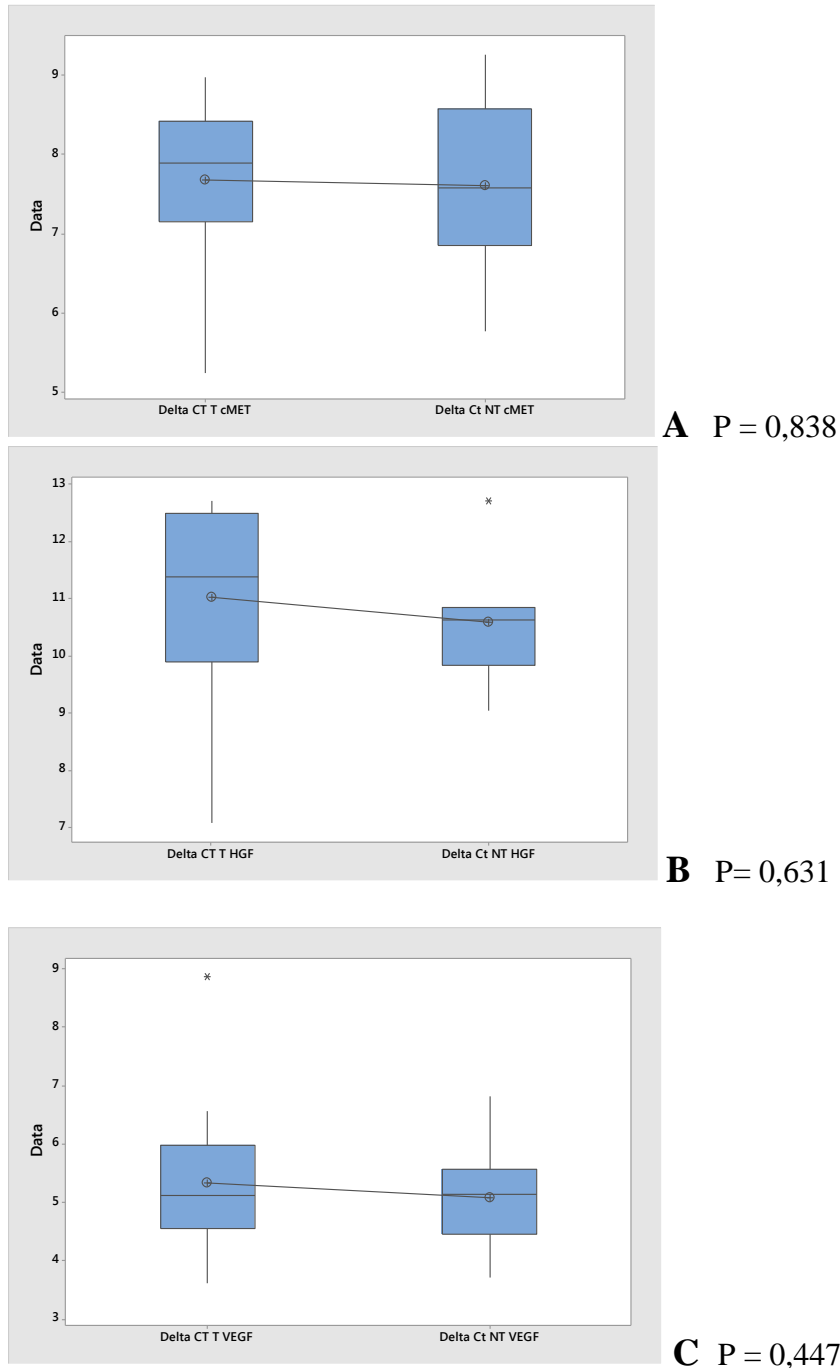 9
8
Data
7
6
5
Delta CT T cMET Delta Ct NT cMET
A P = 0,838
13
12
11
Data
10
9
8
7
Delta CT T HGF Delta Ct NT HGF
B P= 0,631
9
8
7
Data
6
5
4
3
Delta CT T VEGF Delta Ct NT VEGF
C P = 0,447